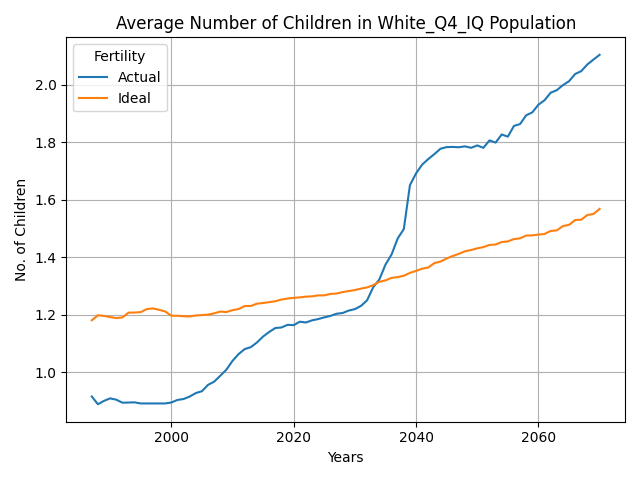 Average Number of Children in White_Q4_IQ Population
Fertility
Actual
Ideal
No. of Children
2.0
1.8
1.6
1.4
1.2
1.0
2000 2020 2040 2060
Years